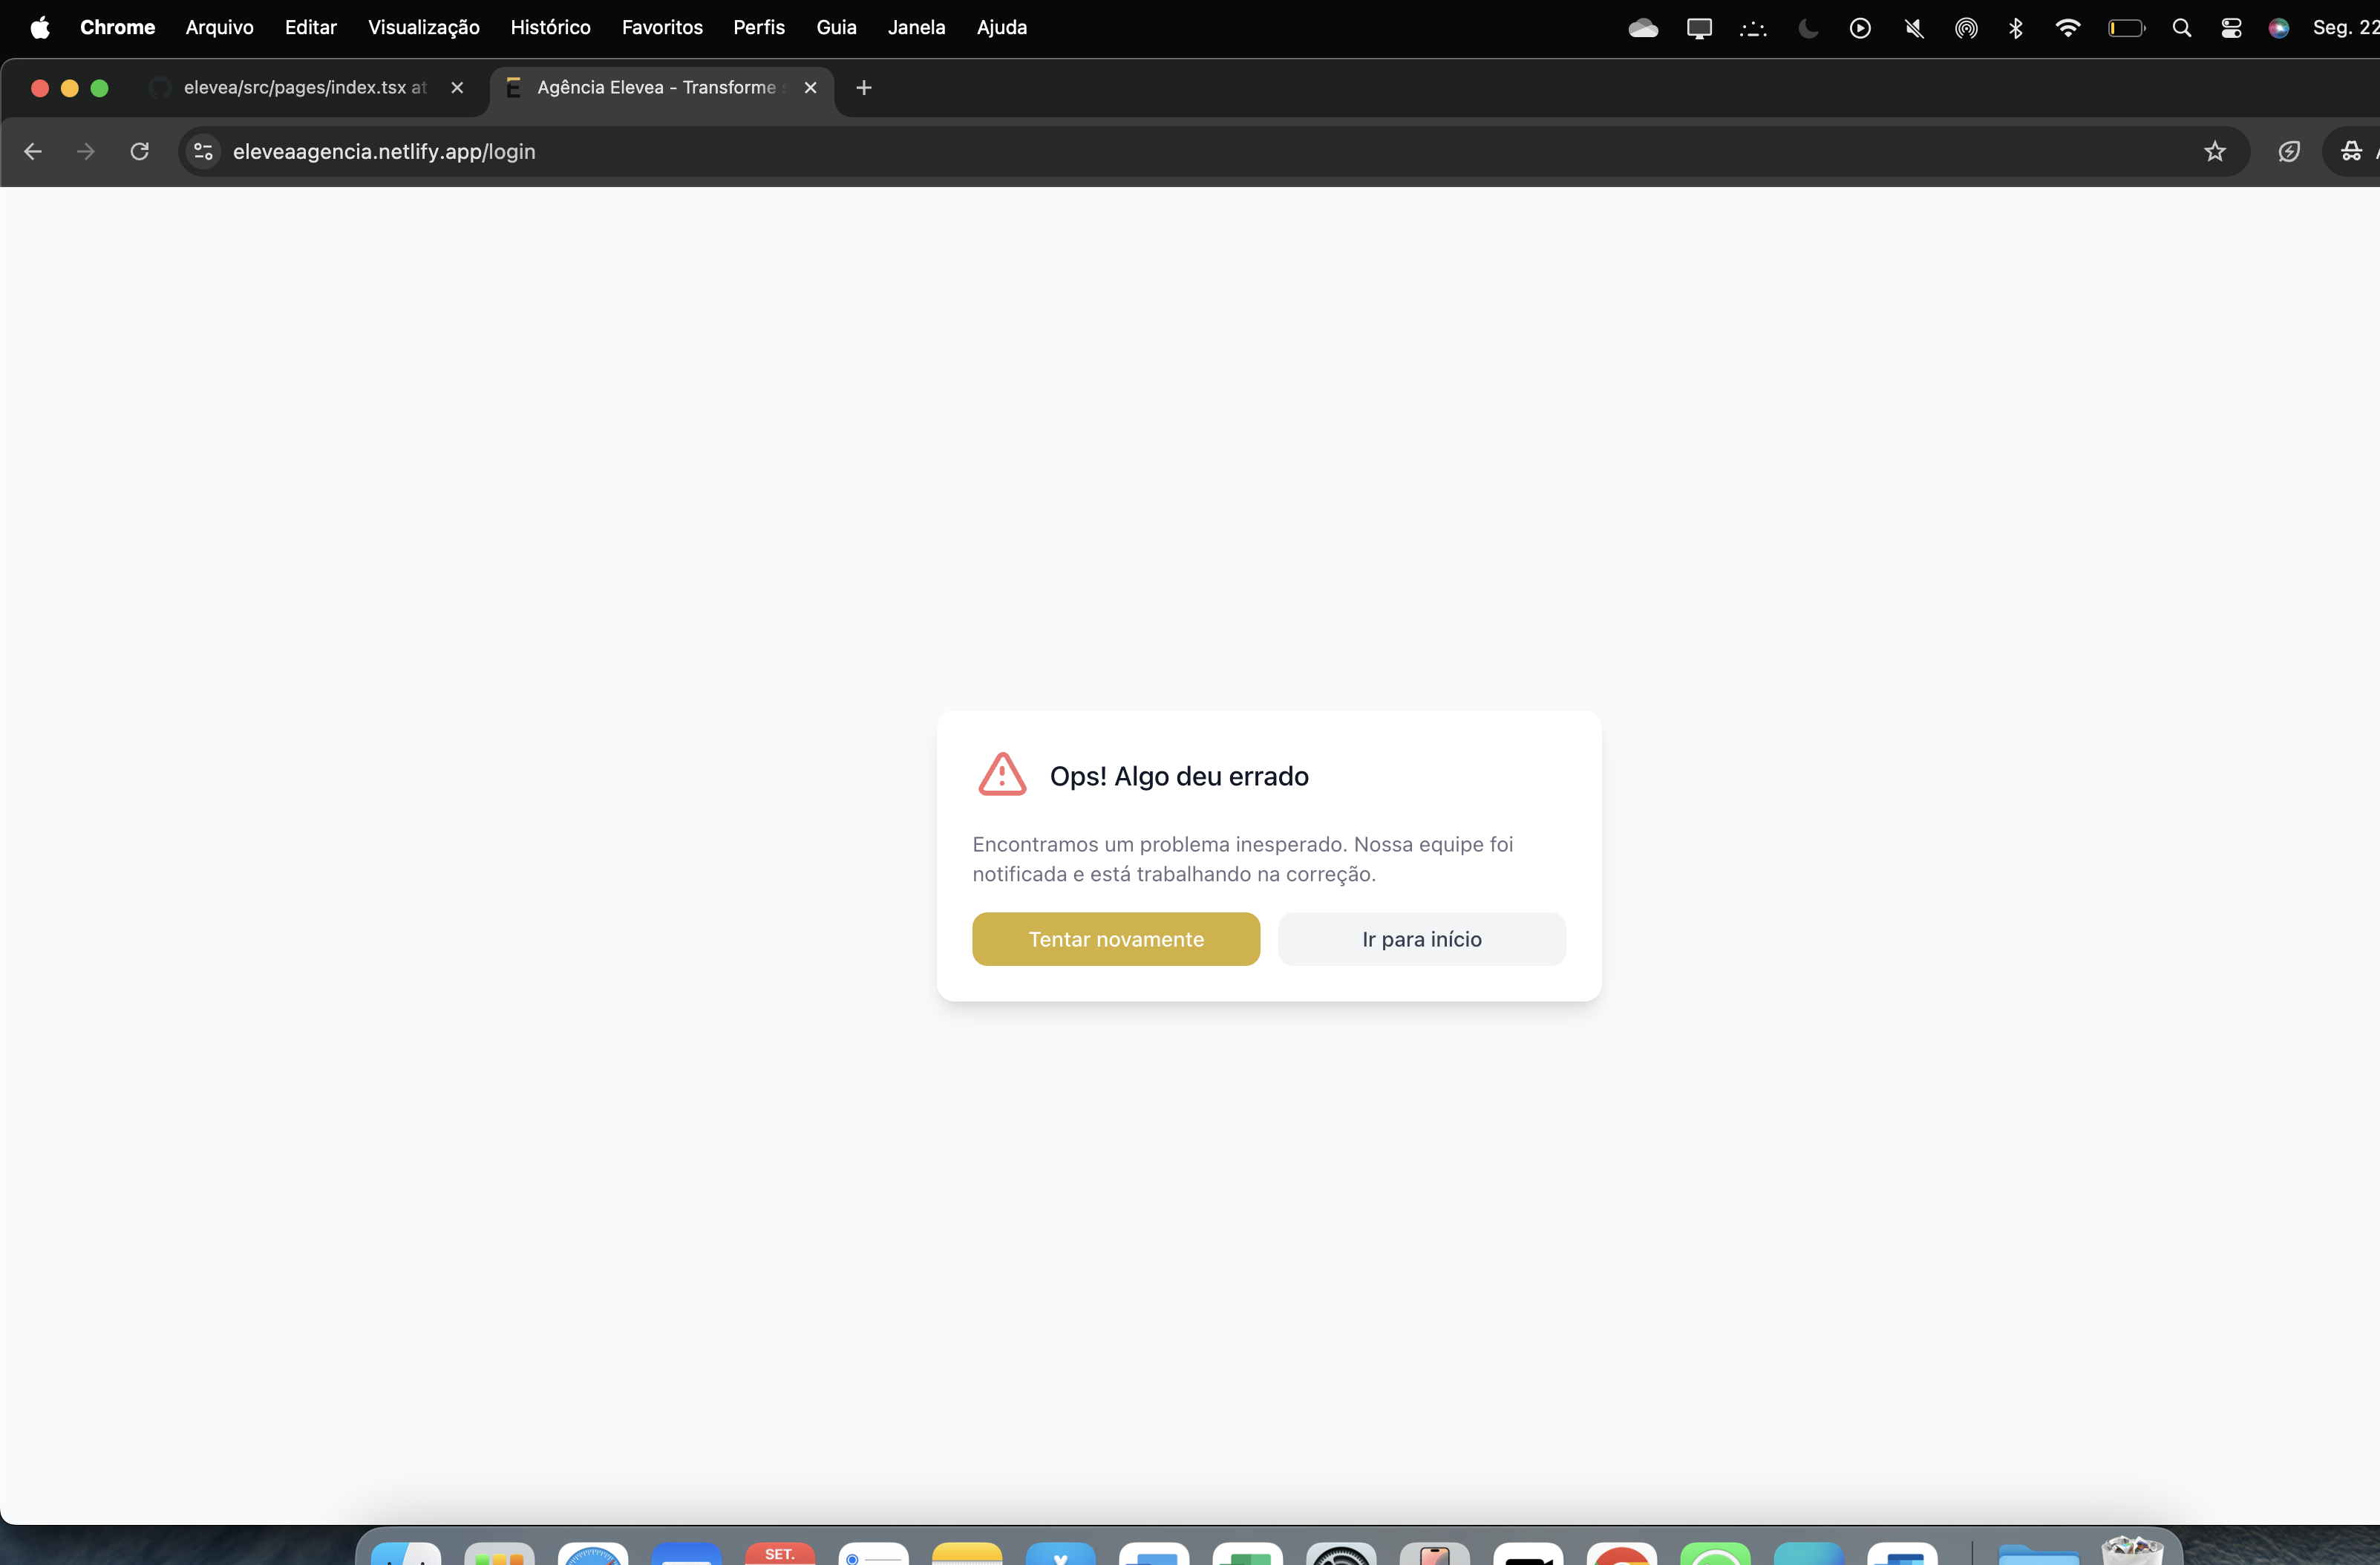 Chrome Arquivo Editar Visualização Histórico Favoritos Perfis Guia Janela Ajuda Seg. 22
elevea/src/pages/index.tsx at
Agência Elevea - Transforme
eleveaagencia.netlify.app/login
Ops! Algo deu errado
Encontramos um problema inesperado. Nossa equipe foi
notificada e está trabalhando na correção.
Tentar novamente
Ir para início
SET.